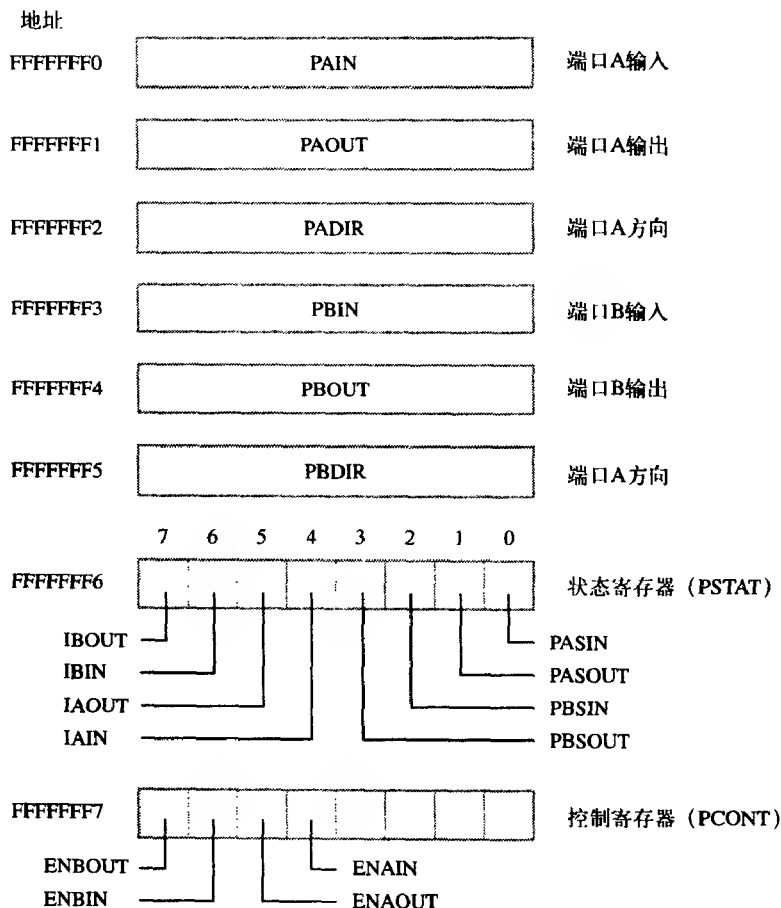 地址
FFFFFFF0 PAIN 端口A输入
FFFFFFF1 PAOUT 端口A输出
FFFFFFF2 PADIR 端口A方向
FFFFFFF3 PBIN 端口B输入
FFFFFFF4 PBOUT 端口B输出
FFFFFFF5 PBDIR 端口A方向
7 6 5 4 3 2 1 0
FFFFFFF6 状态寄存器（PSTAT）
IBOUT PASIN
IBIN PASOUT
IAOUT PBSIN
IAIN PBSOUT
FFFFFFF7 控制寄存器（PCONT）
ENBOUT ENAIN
ENBIN ENAOUT